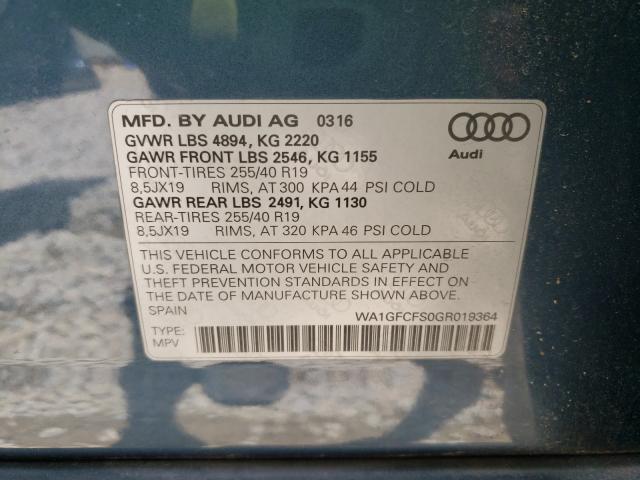 MFD. BY AUDI AG 0316
GVWR LBS 4894, KG 2220
GAWR FRONT LBS 2546, KG 1155
FRONT-TIRES 255/40 R19
8,5JX19 RIMS, AT 300 KPA 44 PSI COLD
GAWR REAR LBS 2491, KG 1130
REAR-TIRES 255/40 R19
8,5JX19 RIMS, AT 320 KPA 46 PSI COLD
Audi
THIS VEHICLE CONFORMS TO ALL APPLICABLE
U.S. FEDERAL MOTOR VEHICLE SAFETY AND
THEFT PREVENTION STANDARDS IN EFFECT ON
THE DATE OF MANUFACTURE SHOWN ABOVE.
SPAIN WA1GFCFS0GR019364
TYPE:
MPV